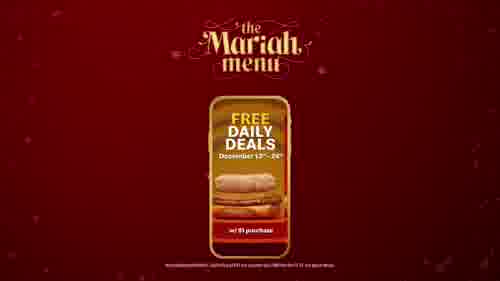 the
Mariah
menu
FREE
DAILY
DEALS
December 13th-24th
w/ $1 purchase